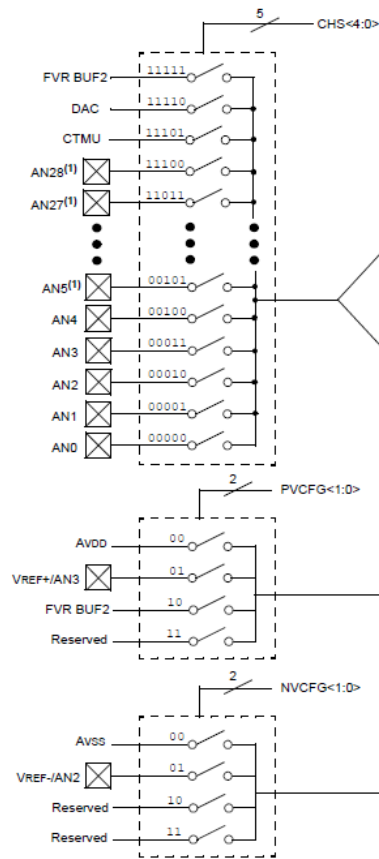 5
CHS<4:0>
FVR BUF2 11111
DAC 11110
CTMU 11101
AN28(1) 11100
AN27(1) 11011
AN5(1) 00101
AN4 00100
AN3 00011
AN2 00010
AN1 00001
AN0 00000
2
PVCFG<1:0>
AVDD 00
VREF+/AN3 01
FVR BUF2 10
Reserved 11
2
NVCFG<1:0>
AVSS 00
VREF-/AN2 01
Reserved 10
Reserved 11